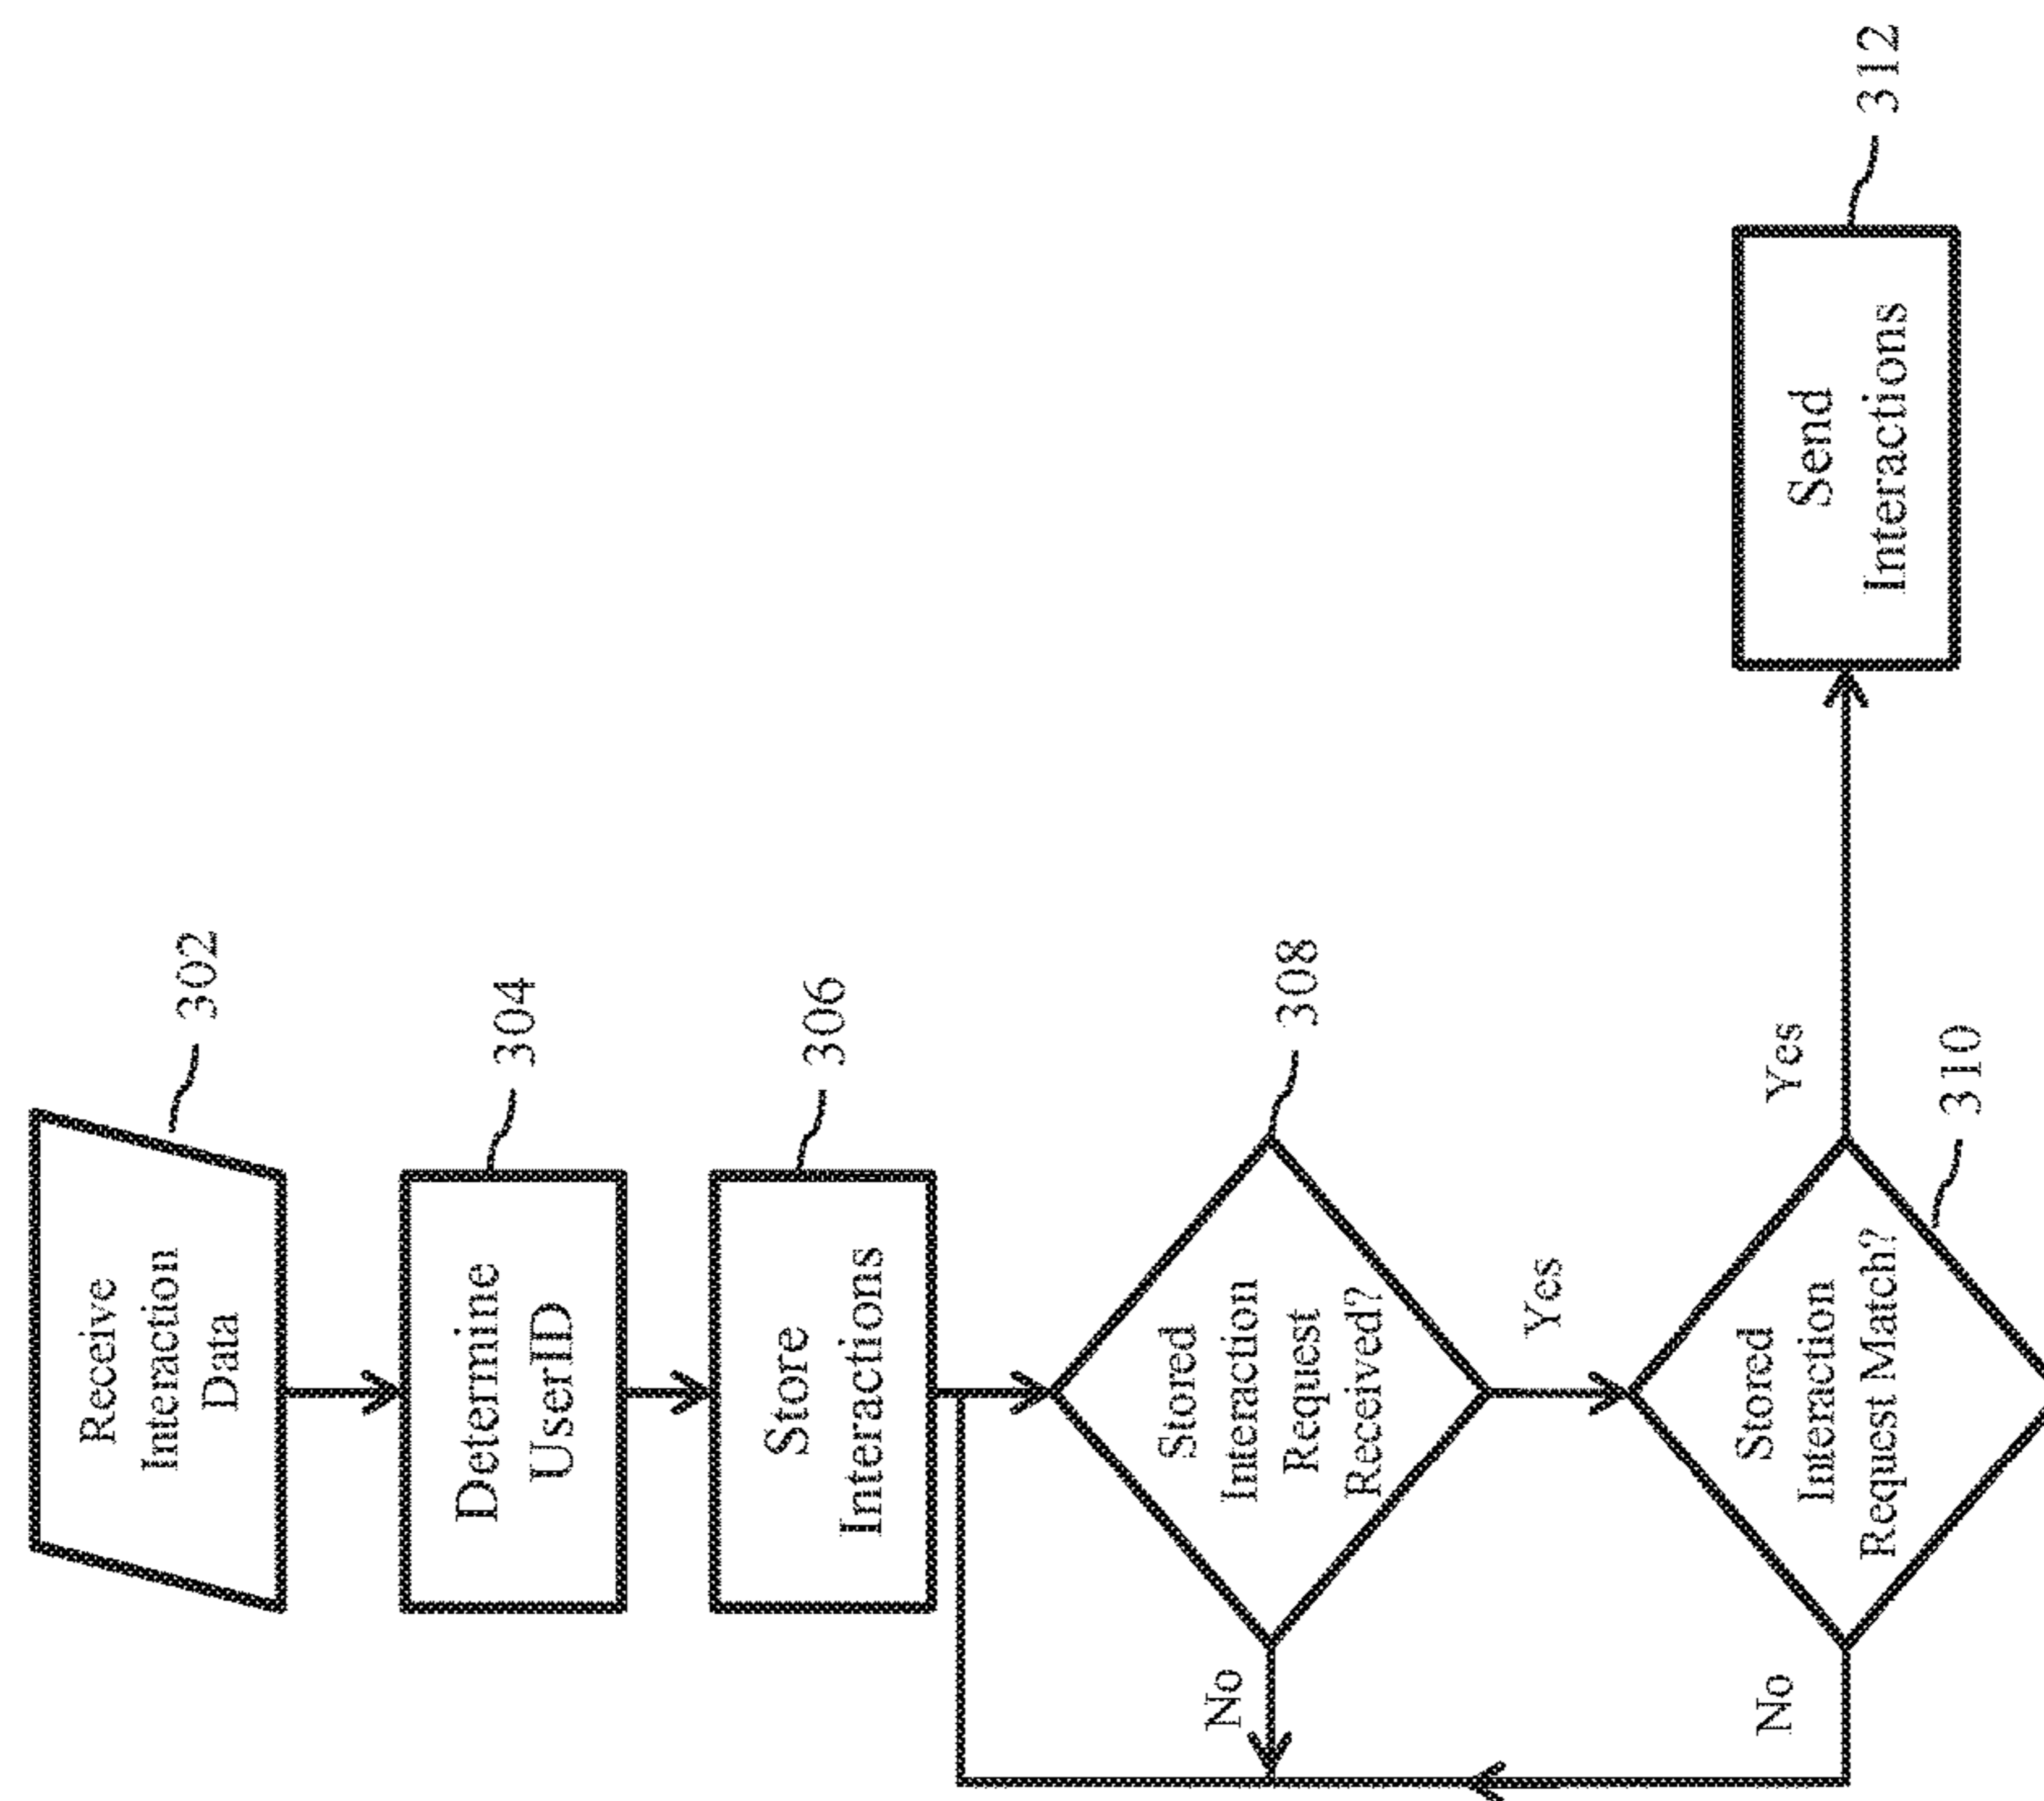 Receive
Interaction
Data
302
Determine
UserID
304
Store
Interactions
306
Stored
Interaction
Request
Received?
308
No
Yes
Stored
Interaction
Request Match?
310
No
Yes
Send
Interactions
312